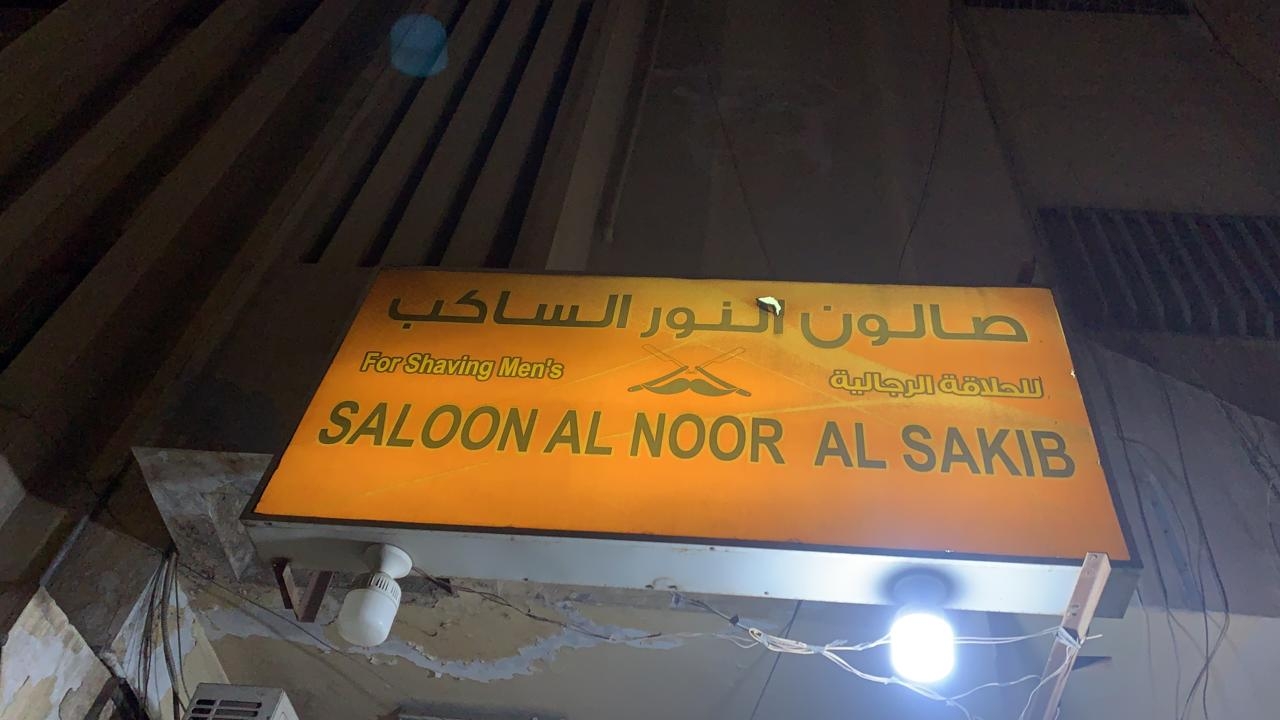 صالون النور الساكب
For Shaving Men's
للحلاقة الرجالية
SALOON AL NOOR AL SAKIB